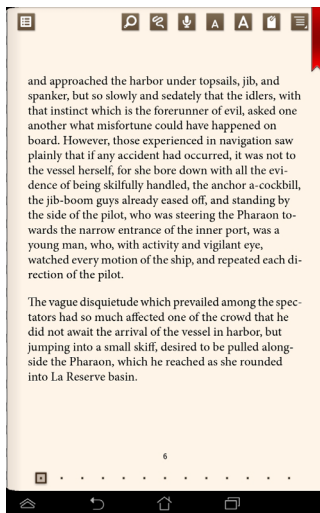 A A
and approached the harbor under topsails, jib, and
spanker, but so slowly and sedately that the idlers, with
that instinct which is the forerunner of evil, asked one
another what misfortune could have happened on
board. However, those experienced in navigation saw
plainly that if any accident had occurred, it was not to
the vessel herself, for she bore down with all the evi-
dence of being skilfully handled, the anchor a-cockbill,
the jib-boom guys already eased off, and standing by
the side of the pilot, who was steering the Pharaon to-
wards the narrow entrance of the inner port, was a
young man, who, with activity and vigilant eye,
watched every motion of the ship, and repeated each di-
rection of the pilot.
The vague disquietude which prevailed among the spec-
tators had so much affected one of the crowd that he
did not await the arrival of the vessel in harbor, but
jumping into a small skiff, desired to be pulled along-
side the Pharaon, which he reached as she rounded
into La Reserve basin.
6